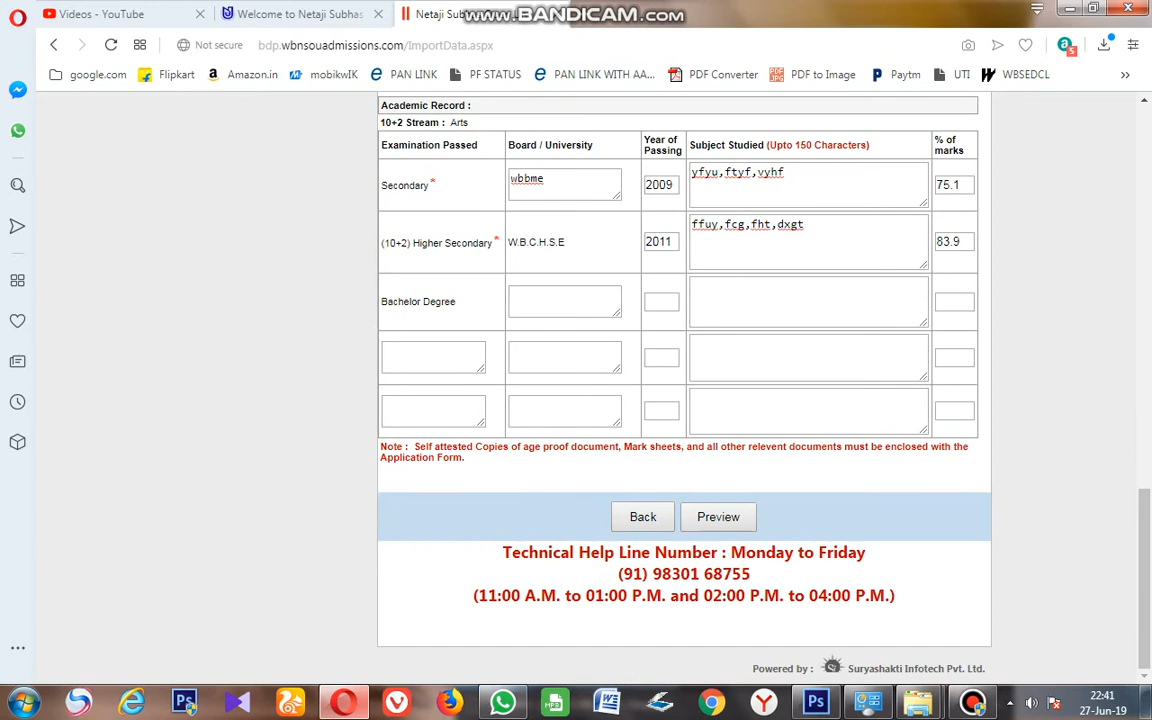 www.BANDICAM.com
Videos - YouTube
Welcome to Netaji Subhas
Netaji Sub
Not secure
bdp.wbnsouadmissions.com/ImportData.aspx
google.com
Flipkart
Amazon.in
mobikwIK
PAN LINK
PF STATUS
PAN LINK WITH AA...
PDF Converter
PDF to Image
Paytm
UTI
WBSEDCL
Academic Record :
10+2 Stream : Arts
Examination Passed
Board / University
Year of Passing
Subject Studied (Upto 150 Characters)
% of marks
Secondary *
wbbme
2009
yfyu,ftyf,vyhf
75.1
(10+2) Higher Secondary *
W.B.C.H.S.E
2011
ffuy,fcg,fht,dxgt
83.9
Bachelor Degree
Note : Self attested Copies of age proof document, Mark sheets, and all other relevent documents must be enclosed with the
Application Form.
Back
Preview
Technical Help Line Number : Monday to Friday
(91) 98301 68755
(11:00 A.M. to 01:00 P.M. and 02:00 P.M. to 04:00 P.M.)
Powered by : Suryashakti Infotech Pvt. Ltd.
22:41
27-Jun-19